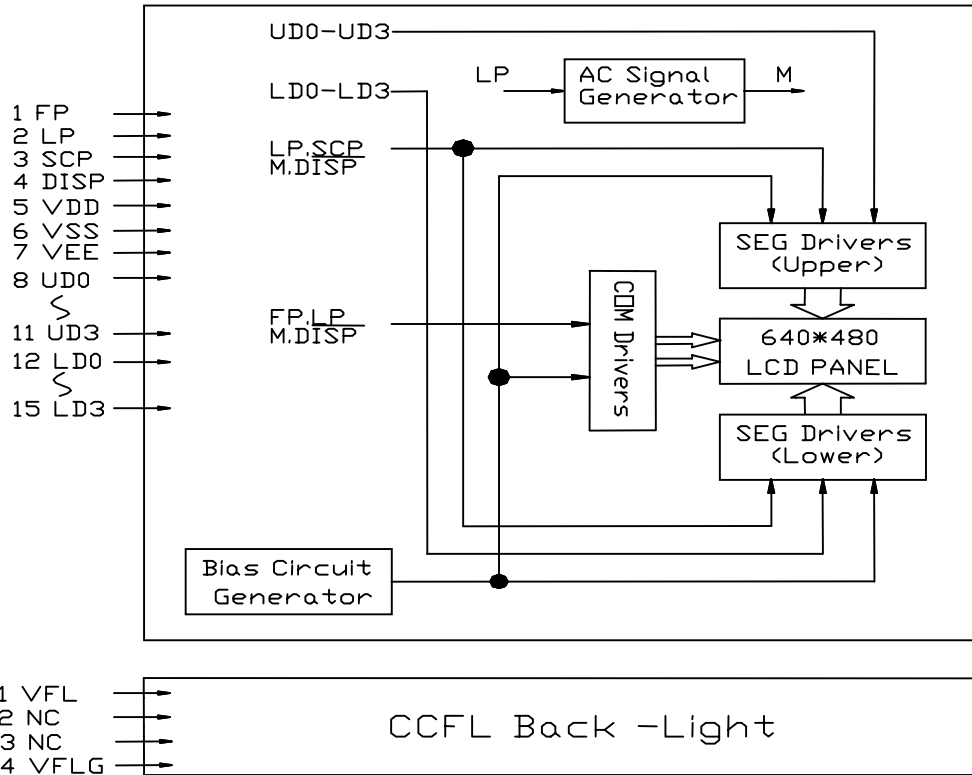 UD0-UD3
LD0-LD3
LP
AC Signal
Generator
M
1 FP
2 LP
3 SCP
4 DISP
5 VDD
6 VSS
7 VEE
8 UD0
11 UD3
12 LD0
15 LD3
LP.SCP
M.DISP
SEG Drivers
(Upper)
FP.LP
M.DISP
COM Drivers
640*480
LCD PANEL
SEG Drivers
(Lower)
Bias Circuit
Generator
1 VFL
2 NC
3 NC
4 VFLG
CCFL Back -Light